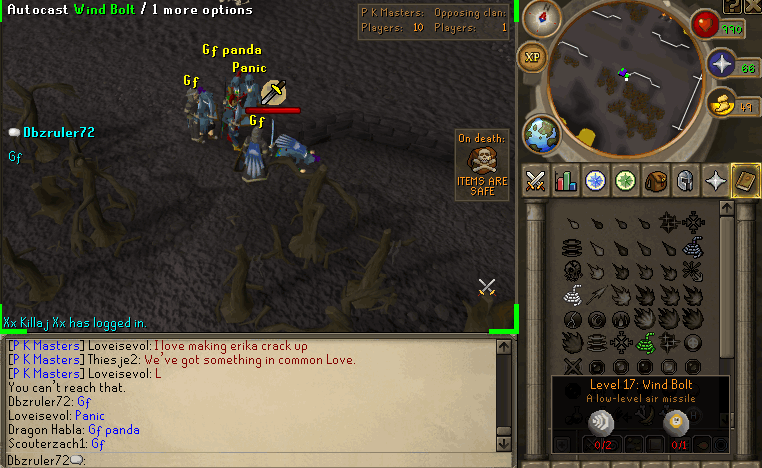 Autocast Wind Bolt / 1 more options
P K Masters: Opposing clan:
Players: 10 Players: 1
990
XP
66
49
Gf panda
Panic
Gf
Gf
Dbzruler72
Gf
On death:
ITEMS ARE
SAFE
Xx Killaj Xx has logged in.
[P K Masters] Loveisevol: I love making erika crack up
[P K Masters] Thiesje2: We've got something in common Love.
[P K Masters] Loveisevol: L
You can't reach that.
Dbzruler72: Gf
Loveisevol: Panic
Dragon Habla: Gf panda
Scouterzach1: Gf
Dbzruler72:
Level 17: Wind Bolt
A low-level air missile
0/2 0/1